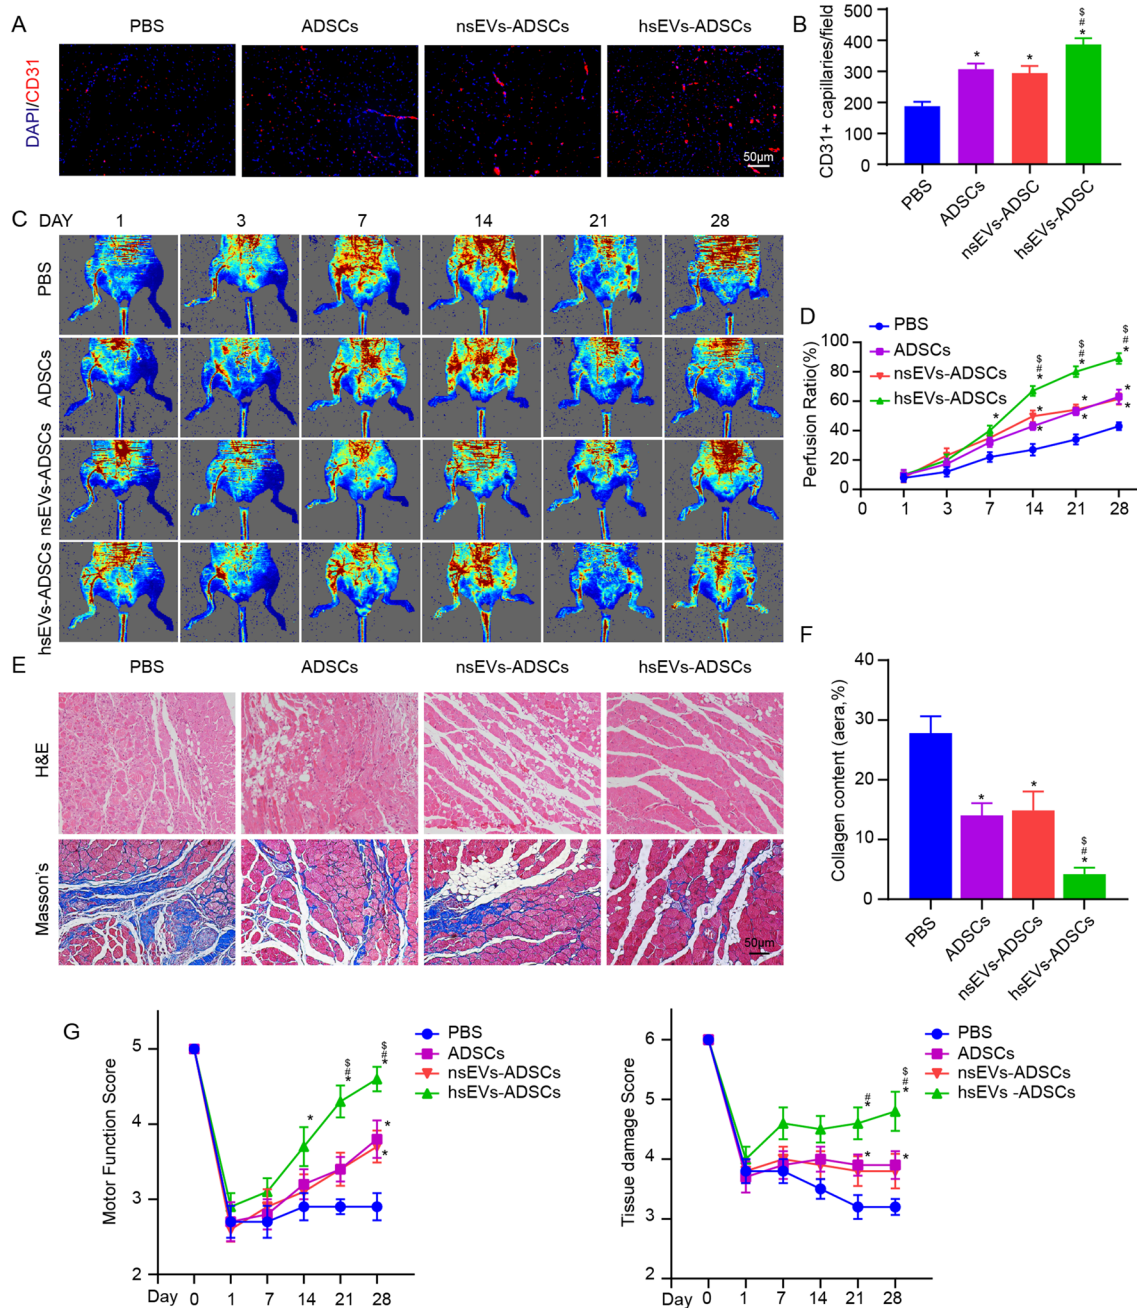 A
PBS
ADSCs
nsEVs-ADSCs
hsEVs-ADSCs
DAPI/CD31
50μm
B
CD31+ capillaries/field
500
400
300
200
100
0
*
*
$
#
*
PBS
ADSCs
nsEVs-ADSC
hsEVs-ADSC
C
DAY
1
3
7
14
21
28
PBS
ADSCs
nsEVs-ADSCs
hsEVs-ADSCs
D
PBS
ADSCs
nsEVs-ADSCs
hsEVs-ADSCs
Perfusion Ratio(%)
100
80
60
40
20
0
*
$
#
*
*
*
$
#
*
*
*
$
#
*
*
*
0
1
3
7
14
21
28
E
PBS
ADSCs
nsEVs-ADSCs
hsEVs-ADSCs
H&E
Masson's
50μm
F
Collagen content (aera,%)
40
30
20
10
0
*
*
$
#
*
PBS
ADSCs
nsEVs-ADSCs
hsEVs-ADSCs
G
Motor Function Score
5
4
3
2
PBS
ADSCs
nsEVs-ADSCs
hsEVs-ADSCs
*
$
#
*
$
#
*
*
*
Day
0
1
7
14
21
28
Tissue damage Score
6
5
4
3
2
PBS
ADSCs
nsEVs-ADSCs
hsEVs -ADSCs
#
*
*
$
#
*
*
Day
0
1
7
14
21
28